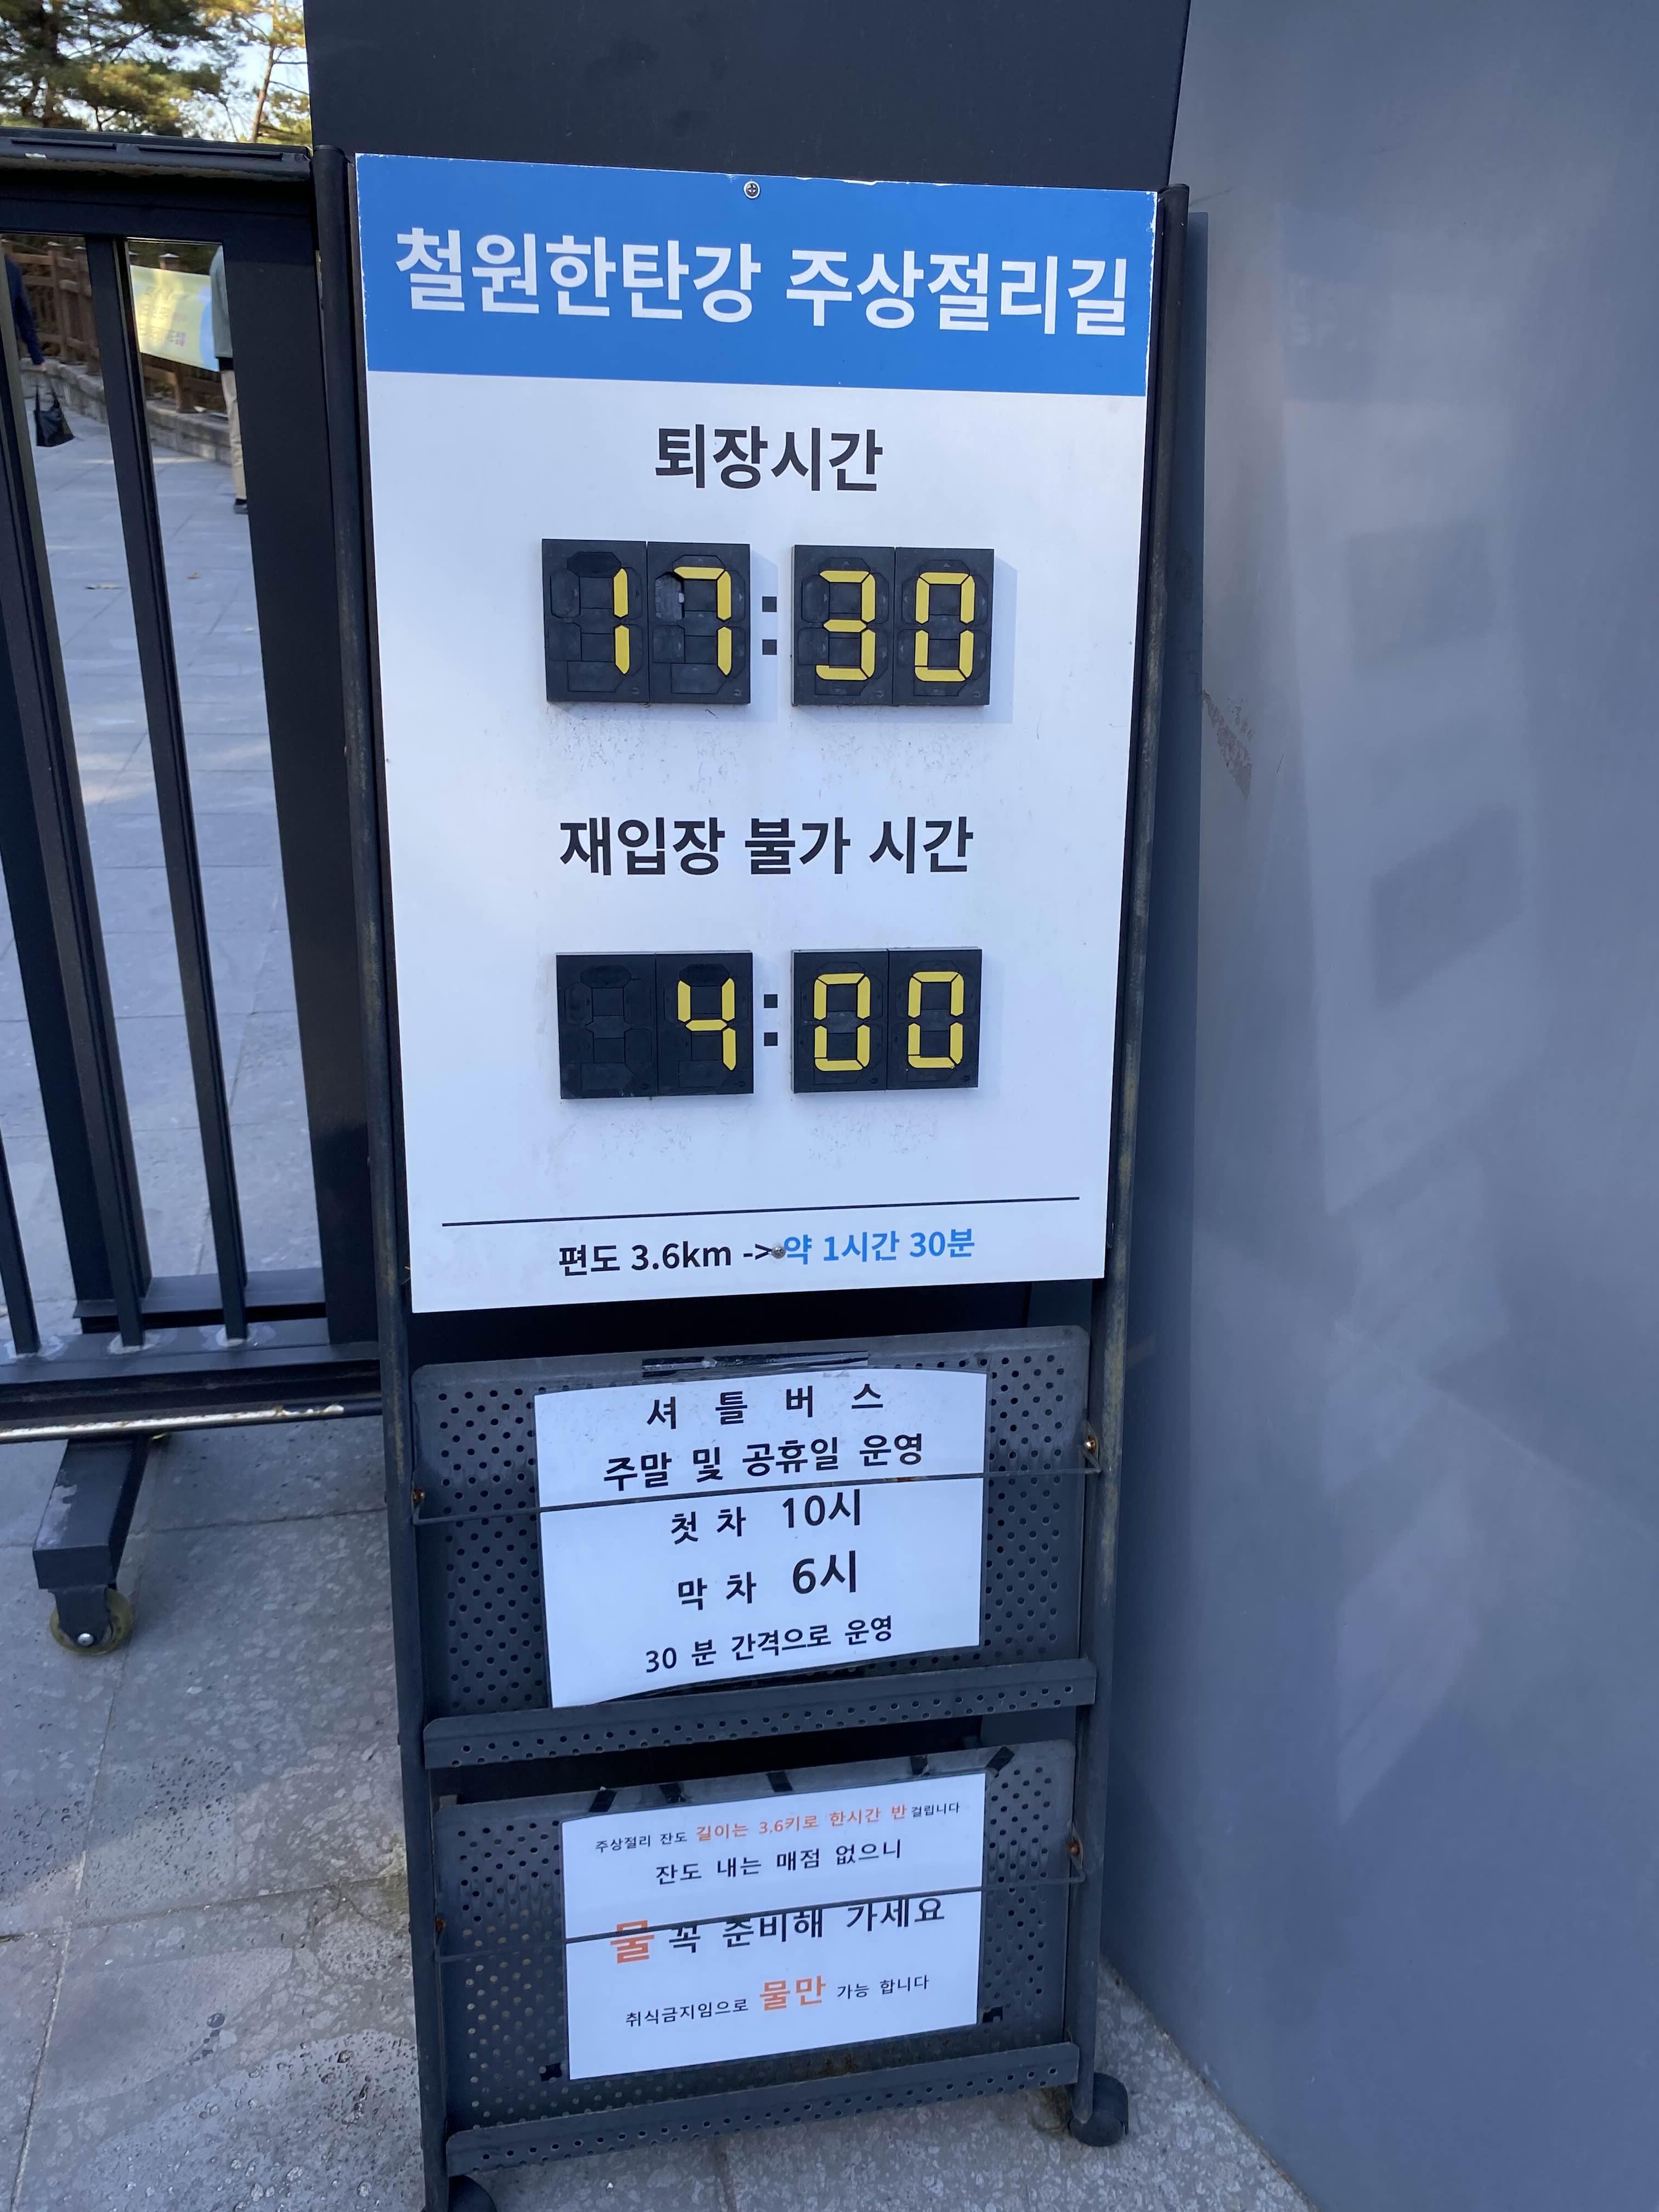 철원한탄강 주상절리길
퇴장시간
17:30
재입장 불가 시간
4:00
편도 3.6km -> 약 1시간 30분
셔 틀 버 스
주말 및 공휴일 운영
첫 차 10시
막 차 6시
30 분 간격으로 운영
주상절리 잔도 길이는 3.6키로 한시간 반 걸립니다
잔도 내는 매점 없으니
물 꼭 준비해 가세요
취식금지임으로 물만 가능 합니다